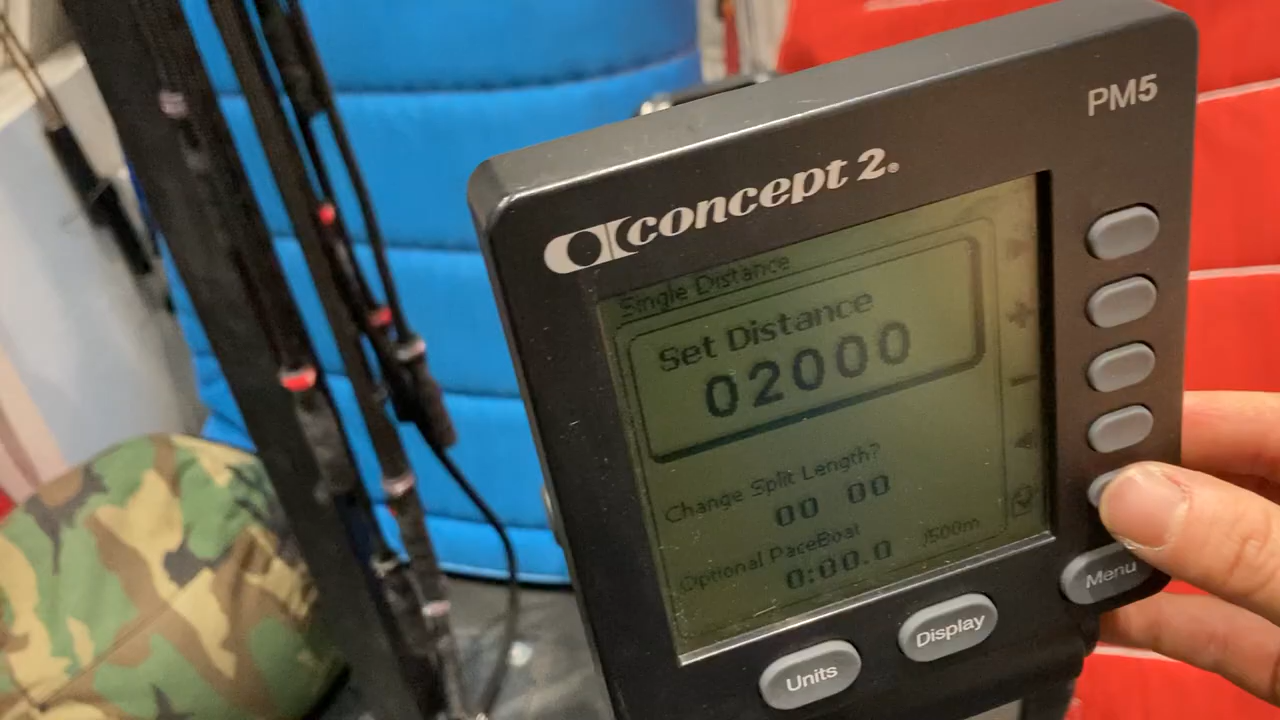 PM5
concept 2.
Single Distance
Set Distance
02000
Change Split Length?
00 00
Optional PaceBoat
0:00.0 /500m
Menu
Display
Units